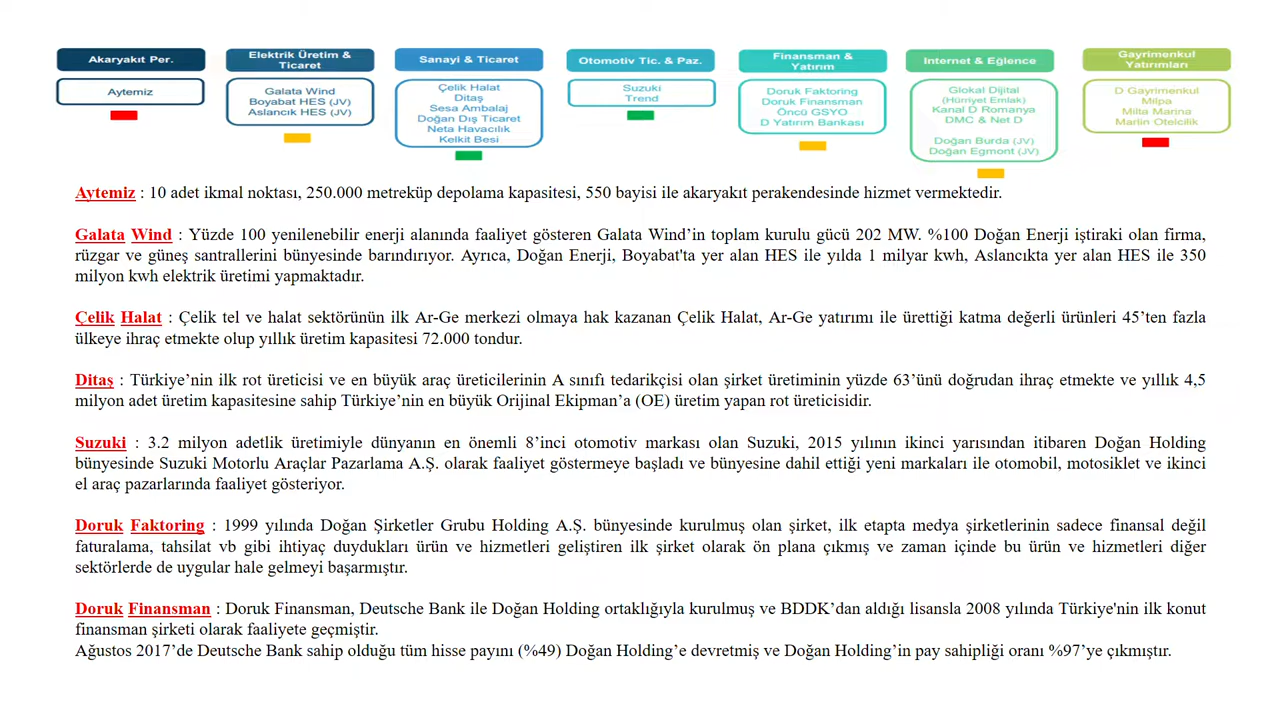 Akaryakıt Per.
Aytemiz
Elektrik Üretim &
Ticaret
Galata Wind
Boyabat HES (JV)
Aslancık HES (JV)
Sanayi & Ticaret
Çelik Halat
Ditaş
Sesa Ambalaj
Doğan Dış Ticaret
Neta Havacılık
Kelkit Besi
Otomotiv Tic. & Paz.
Suzuki
Trend
Finansman &
Yatırım
Doruk Faktoring
Doruk Finansman
Öncü GSYO
D Yatırım Bankası
Internet & Eğlence
Glokal Dijital
(Hürriyet Emlak)
Kanal D Romanya
DMC & Net D
Doğan Burda (JV)
Doğan Egmont (JV)
Gayrimenkul
Yatırımları
D Gayrimenkul
Milpa
Milta Marina
Marlin Otelcilik
Aytemiz : 10 adet ikmal noktası, 250.000 metreküp depolama kapasitesi, 550 bayisi ile akaryakıt perakendesinde hizmet vermektedir.
Galata Wind : Yüzde 100 yenilenebilir enerji alanında faaliyet gösteren Galata Wind’in toplam kurulu gücü 202 MW. %100 Doğan Enerji iştiraki olan firma,
rüzgar ve güneş santrallerini bünyesinde barındırıyor. Ayrıca, Doğan Enerji, Boyabat'ta yer alan HES ile yılda 1 milyar kwh, Aslancıkta yer alan HES ile 350
milyon kwh elektrik üretimi yapmaktadır.
Çelik Halat : Çelik tel ve halat sektörünün ilk Ar-Ge merkezi olmaya hak kazanan Çelik Halat, Ar-Ge yatırımı ile ürettiği katma değerli ürünleri 45’ten fazla
ülkeye ihraç etmekte olup yıllık üretim kapasitesi 72.000 tondur.
Ditaş : Türkiye’nin ilk rot üreticisi ve en büyük araç üreticilerinin A sınıfı tedarikçisi olan şirket üretiminin yüzde 63’ünü doğrudan ihraç etmekte ve yıllık 4,5
milyon adet üretim kapasitesine sahip Türkiye’nin en büyük Orijinal Ekipman’a (OE) üretim yapan rot üreticisidir.
Suzuki : 3.2 milyon adetlik üretimiyle dünyanın en önemli 8’inci otomotiv markası olan Suzuki, 2015 yılının ikinci yarısından itibaren Doğan Holding
bünyesinde Suzuki Motorlu Araçlar Pazarlama A.Ş. olarak faaliyet göstermeye başladı ve bünyesine dahil ettiği yeni markaları ile otomobil, motosiklet ve ikinci
el araç pazarlarında faaliyet gösteriyor.
Doruk Faktoring : 1999 yılında Doğan Şirketler Grubu Holding A.Ş. bünyesinde kurulmuş olan şirket, ilk etapta medya şirketlerinin sadece finansal değil
faturalama, tahsilat vb gibi ihtiyaç duydukları ürün ve hizmetleri geliştiren ilk şirket olarak ön plana çıkmış ve zaman içinde bu ürün ve hizmetleri diğer
sektörlerde de uygular hale gelmeyi başarmıştır.
Doruk Finansman : Doruk Finansman, Deutsche Bank ile Doğan Holding ortaklığıyla kurulmuş ve BDDK’dan aldığı lisansla 2008 yılında Türkiye'nin ilk konut
finansman şirketi olarak faaliyete geçmiştir.
Ağustos 2017’de Deutsche Bank sahip olduğu tüm hisse payını (%49) Doğan Holding’e devretmiş ve Doğan Holding’in pay sahipliği oranı %97’ye çıkmıştır.